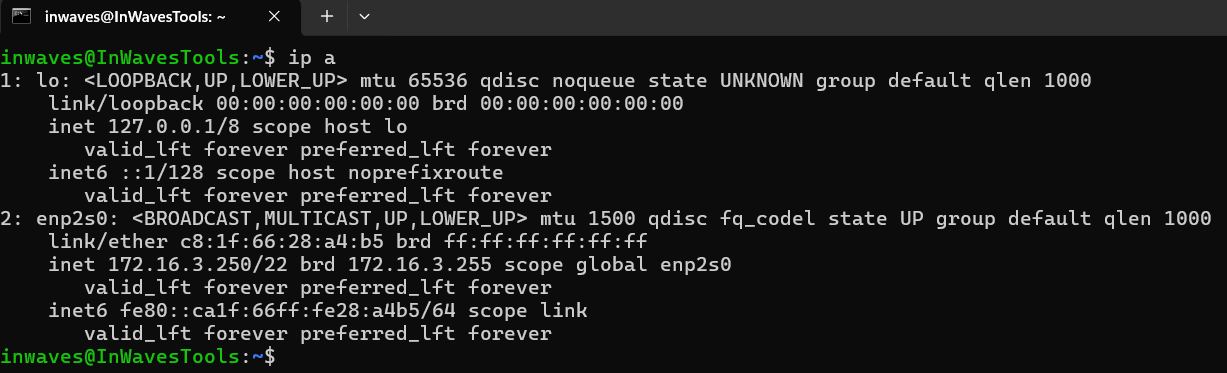 inwaves@InWavesTools: ~
inwaves@InWavesTools:~$ ip a
1: lo: <LOOPBACK,UP,LOWER_UP> mtu 65536 qdisc noqueue state UNKNOWN group default qlen 1000
    link/loopback 00:00:00:00:00:00 brd 00:00:00:00:00:00
    inet 127.0.0.1/8 scope host lo
       valid_lft forever preferred_lft forever
    inet6 ::1/128 scope host noprefixroute
       valid_lft forever preferred_lft forever
2: enp2s0: <BROADCAST,MULTICAST,UP,LOWER_UP> mtu 1500 qdisc fq_codel state UP group default qlen 1000
    link/ether c8:1f:66:28:a4:b5 brd ff:ff:ff:ff:ff:ff
    inet 172.16.3.250/22 brd 172.16.3.255 scope global enp2s0
       valid_lft forever preferred_lft forever
    inet6 fe80::ca1f:66ff:fe28:a4b5/64 scope link
       valid_lft forever preferred_lft forever
inwaves@InWavesTools:~$